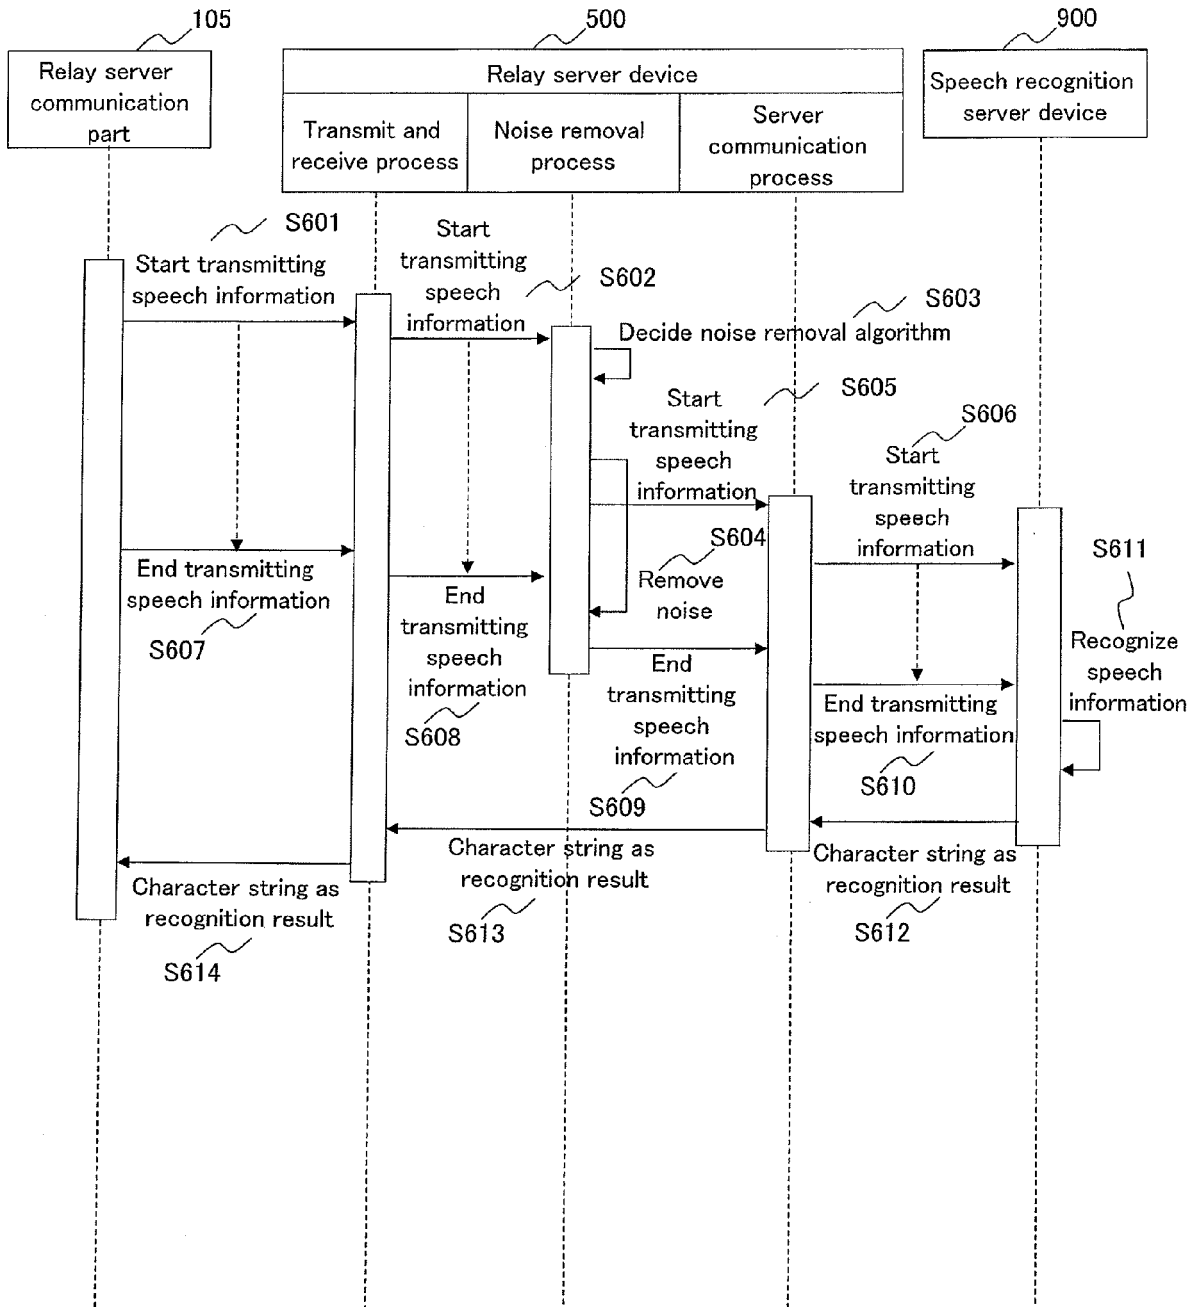 105
500
900
Relay server
communication
part
Relay server device
Transmit and
receive process
Noise removal
process
Server
communication
process
Speech recognition
server device
S601
Start transmitting
speech information
Start
transmitting
speech
information
S602
S603
Decide noise removal algorithm
S605
Start
transmitting
speech
information
S606
Start
transmitting
speech
information
S604
Remove
noise
S611
Recognize
speech
information
End transmitting
speech information
S607
End
transmitting
speech
information
S608
End
transmitting
speech
information
S609
End transmitting
speech information
S610
Character string as
recognition result
S612
Character string as
recognition result
S613
Character string as
recognition result
S614